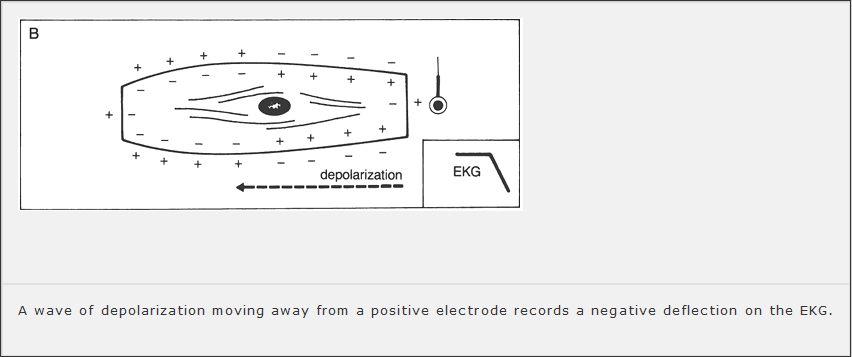 B
+ + + + − − − −
− − − − + + + +
+ − − +
− − − − + + + +
+ + + + − − − −
depolarization
EKG
A wave of depolarization moving away from a positive electrode records a negative deflection on the EKG.